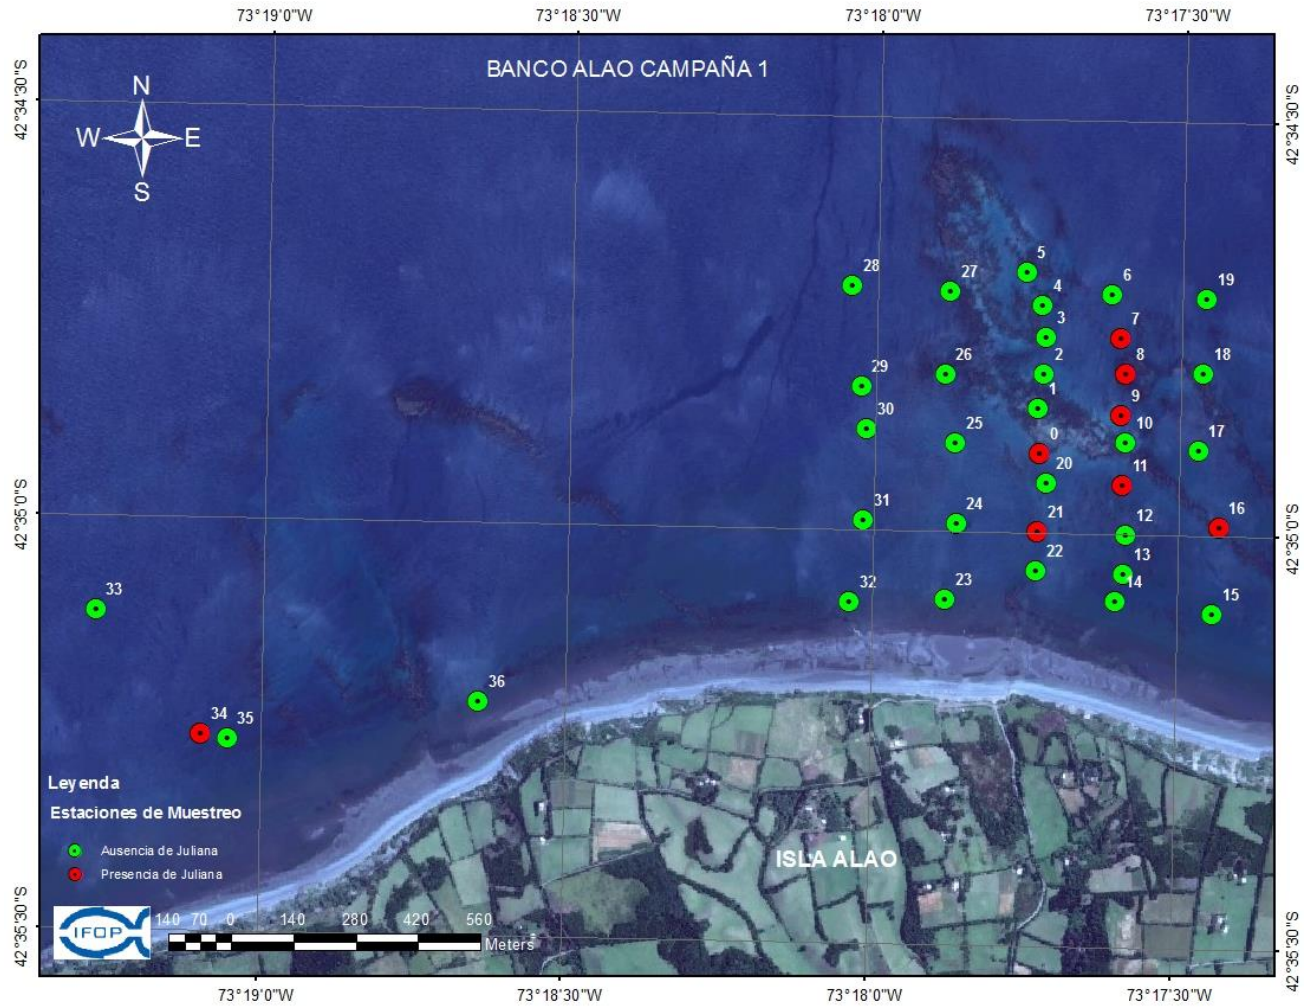 73°19'0"W 73°18'30"W 73°18'0"W 73°17'30"W
BANCO ALAO CAMPAÑA 1
N
W E
S
42°34'30"S
42°34'30"S
5
28 27 6 19
4
3 7
29 26 2 8 18
1 9
30 25 0 10 17
20 11
31 24 21 12 16
22 13
33 32 23 14 15
36
34 35
42°35'0"S
42°35'0"S
Leyenda
Estaciones de Muestreo
Ausencia de Juliana
Presencia de Juliana
ISLA ALAO
IFOP
140 70 0 140 280 420 560
Meters
42°35'30"S
42°35'30"S
73°19'0"W 73°18'30"W 73°18'0"W 73°17'30"W